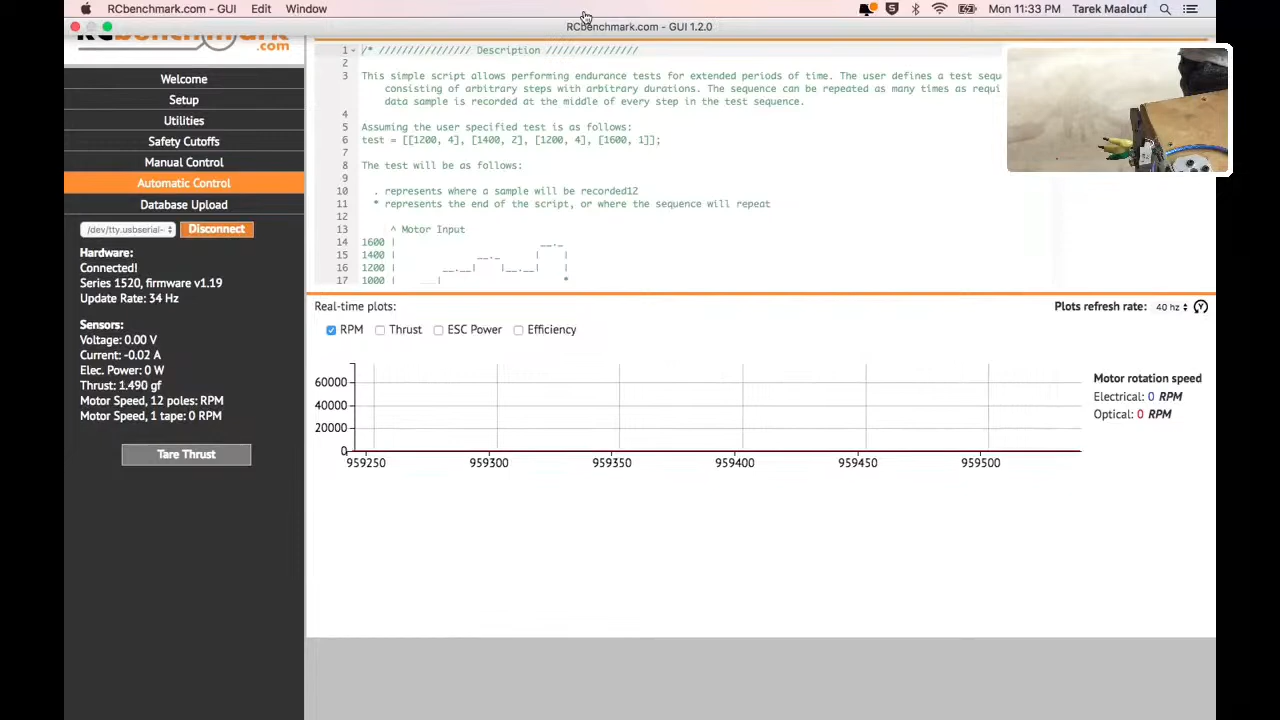 RCbenchmark.com - GUI Edit Window
Mon 11:33 PM Tarek Maalouf
RCbenchmark.com - GUI 1.2.0
.com
Welcome
Setup
Utilities
Safety Cutoffs
Manual Control
Automatic Control
Database Upload
/dev/tty.usbserial- Disconnect
Hardware:
Connected!
Series 1520, firmware v1.19
Update Rate: 34 Hz
Sensors:
Voltage: 0.00 V
Current: -0.02 A
Elec. Power: 0 W
Thrust: 1.490 gf
Motor Speed, 12 poles: RPM
Motor Speed, 1 tape: 0 RPM
Tare Thrust
1 /* //////////////// Description ////////////////
2
3 This simple script allows performing endurance tests for extended periods of time. The user defines a test
consisting of arbitrary steps with arbitrary durations. The sequence can be repeated as many times as
data sample is recorded at the middle of every step in the test sequence.
4
5 Assuming the user specified test is as follows:
6 test = [[1200, 4], [1400, 2], [1200, 4], [1600, 1]];
7
8 The test will be as follows:
9
10 . represents where a sample will be recorded12
11 * represents the end of the script, or where the sequence will repeat
12
13 ^ Motor Input
14 1600 | __._
15 1400 | __._ | |
16 1200 | __.__| |__.__| |
17 1000 | ___| *
Real-time plots:
Plots refresh rate: 40 hz
RPM Thrust ESC Power Efficiency
60000
40000
20000
0
959250 959300 959350 959400 959450 959500
Motor rotation speed
Electrical: 0 RPM
Optical: 0 RPM